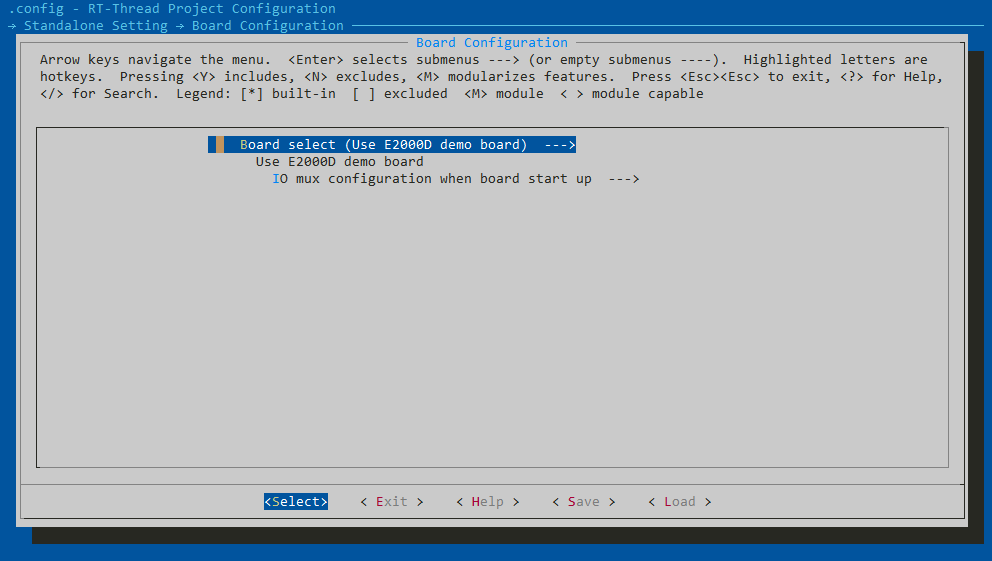 .config - RT-Thread Project Configuration
→ Standalone Setting → Board Configuration
Board Configuration
Arrow keys navigate the menu.  <Enter> selects submenus ---> (or empty submenus ----).  Highlighted letters are
hotkeys.  Pressing <Y> includes, <N> excludes, <M> modularizes features.  Press <Esc><Esc> to exit, <?> for Help,
</> for Search.  Legend: [*] built-in  [ ] excluded  <M> module  < > module capable
Board select (Use E2000D demo board)  --->
Use E2000D demo board
IO mux configuration when board start up  --->
<Select>    < Exit >    < Help >    < Save >    < Load >